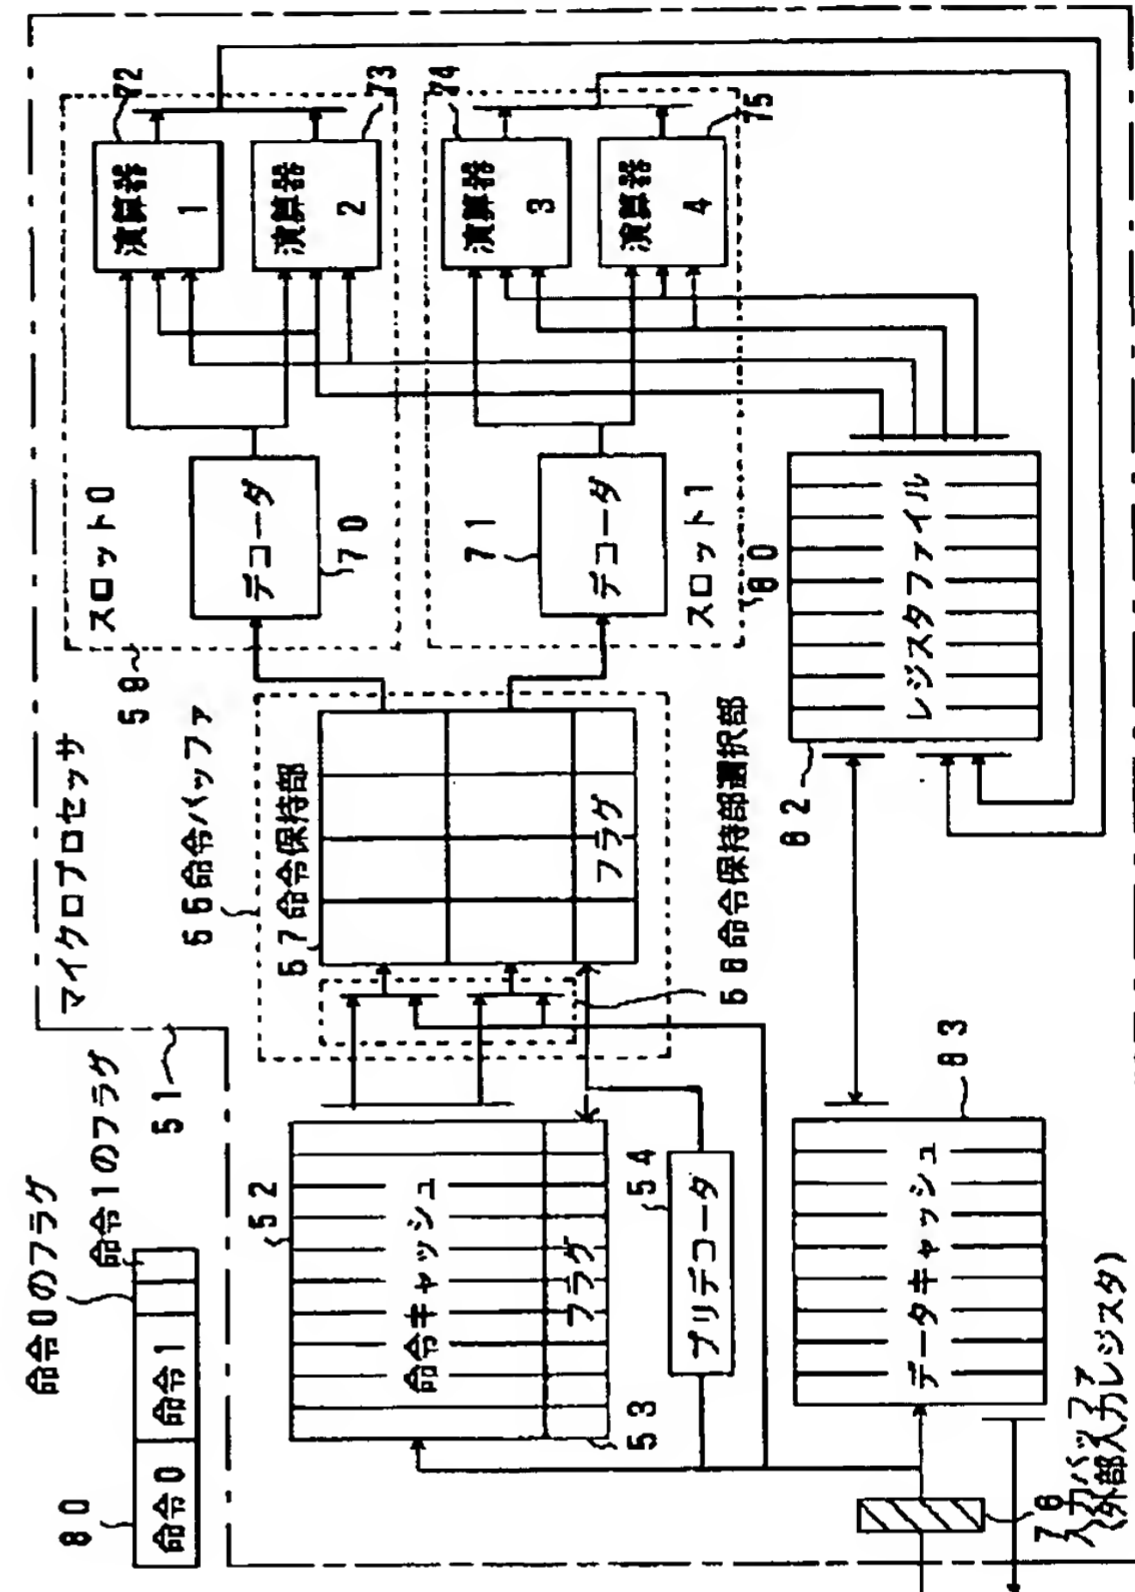 マイクロプロセッサ
51
80
命令0 命令1
命令0のフラグ
命令1のフラグ
52
命令キャッシュ
フラグ
53
54
プリデコーダ
56命令バッファ
57命令保持部
フラグ
58命令保持部選択部
59
スロット0
デコーダ
70
72
演算器
1
73
演算器
2
60
スロット1
デコーダ
71
74
演算器
3
75
演算器
4
82
レジスタファイル
83
データキャッシュ
76
入力バッファ
(外部入力レジスタ)